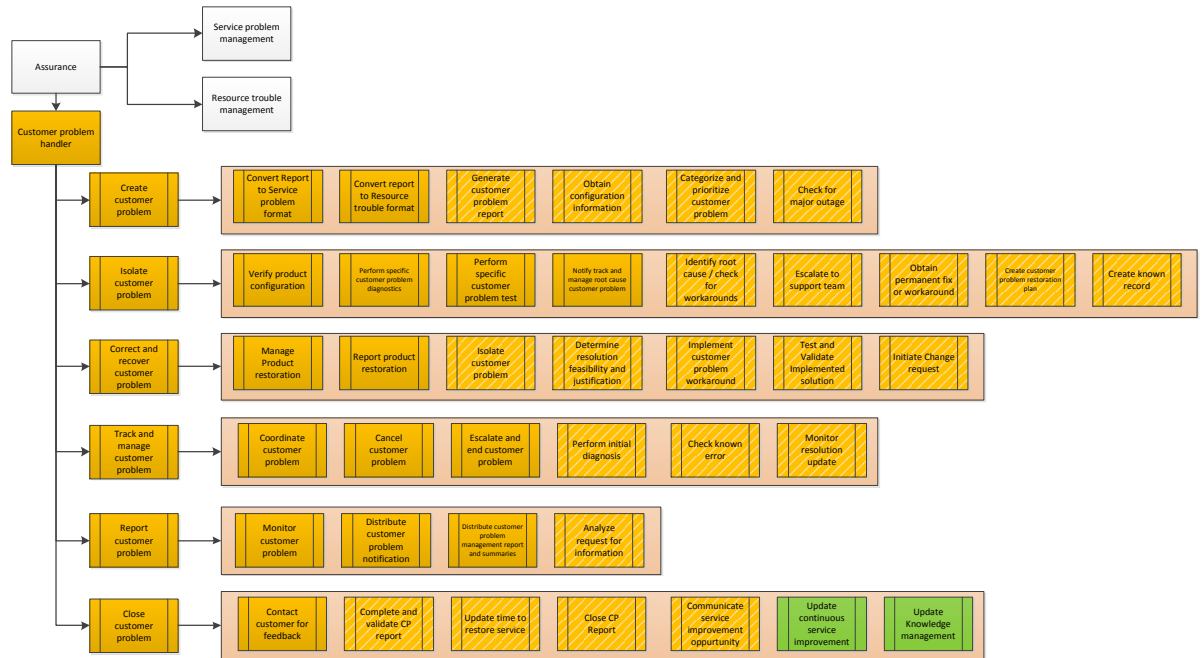 Service problem
management
Assurance
Resource trouble
management
Customer problem
handler
Create
customer
problem
Convert Report
to Service
problem
format
Convert report
to Resource
trouble format
Generate
customer
problem
report
Obtain
configuration
information
Categorize and
prioritize
customer
problem
Check for
major outage
Isolate
customer
problem
Verify product
configuration
Perform specific
customer problem
diagnostics
Perform
specific
customer
problem test
Notify track and
manage root cause
customer problem
Identify root
cause / check
for
workarounds
Escalate to
support team
Obtain
permanent fix
or workaround
Create customer
problem restoration
plan
Create known
record
Correct and
recover
customer
problem
Manage
Product
restoration
Report product
restoration
Isolate
customer
problem
Determine
resolution
feasibility and
justification
Implement
customer
problem
workaround
Test and
Validate
Implemented
solution
Initiate Change
request
Track and
manage
customer
problem
Coordinate
customer
problem
Cancel
customer
problem
Escalate and
end customer
problem
Perform initial
diagnosis
Check known
error
Monitor
resolution
update
Report
customer
problem
Monitor
customer
problem
Distribute
customer
problem
notification
Distribute customer
problem
management report
and summaries
Analyze
request for
information
Close
customer
problem
Contact
customer for
feedback
Complete and
validate CP
report
Update time to
restore service
Close CP
Report
Communicate
service
improvement
oppurtunity
Update
continuous
service
improvement
Update
Knowledge
management